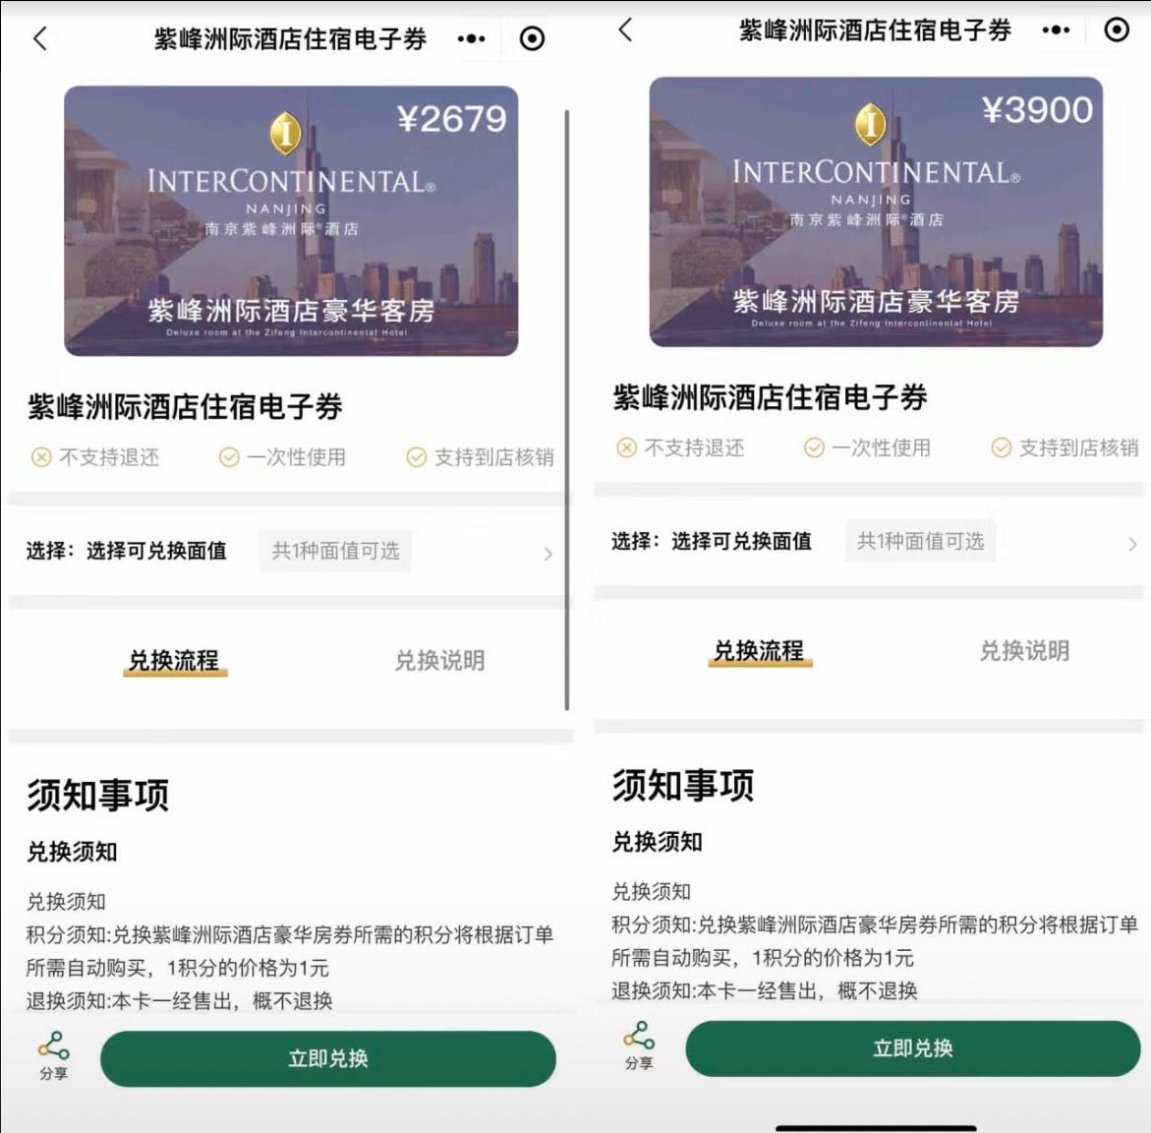 紫峰洲际酒店住宿电子券
¥2679
I
INTERCONTINENTAL®
NANJING
南京紫峰洲际®酒店
紫峰洲际酒店豪华客房
Deluxe room at the Zifeng Intercontinental Hotel
紫峰洲际酒店住宿电子券
不支持退还
一次性使用
支持到店核销
选择：选择可兑换面值
共1种面值可选
兑换流程
兑换说明
须知事项
兑换须知
兑换须知
积分须知:兑换紫峰洲际酒店豪华房券所需的积分将根据订单
所需自动购买，1积分的价格为1元
退换须知:本卡一经售出，概不退换
分享
立即兑换
紫峰洲际酒店住宿电子券
¥3900
I
INTERCONTINENTAL®
NANJING
南京紫峰洲际®酒店
紫峰洲际酒店豪华客房
Deluxe room at the Zifeng Intercontinental Hotel
紫峰洲际酒店住宿电子券
不支持退还
一次性使用
支持到店核销
选择：选择可兑换面值
共1种面值可选
兑换流程
兑换说明
须知事项
兑换须知
兑换须知
积分须知:兑换紫峰洲际酒店豪华房券所需的积分将根据订单
所需自动购买，1积分的价格为1元
退换须知:本卡一经售出，概不退换
分享
立即兑换